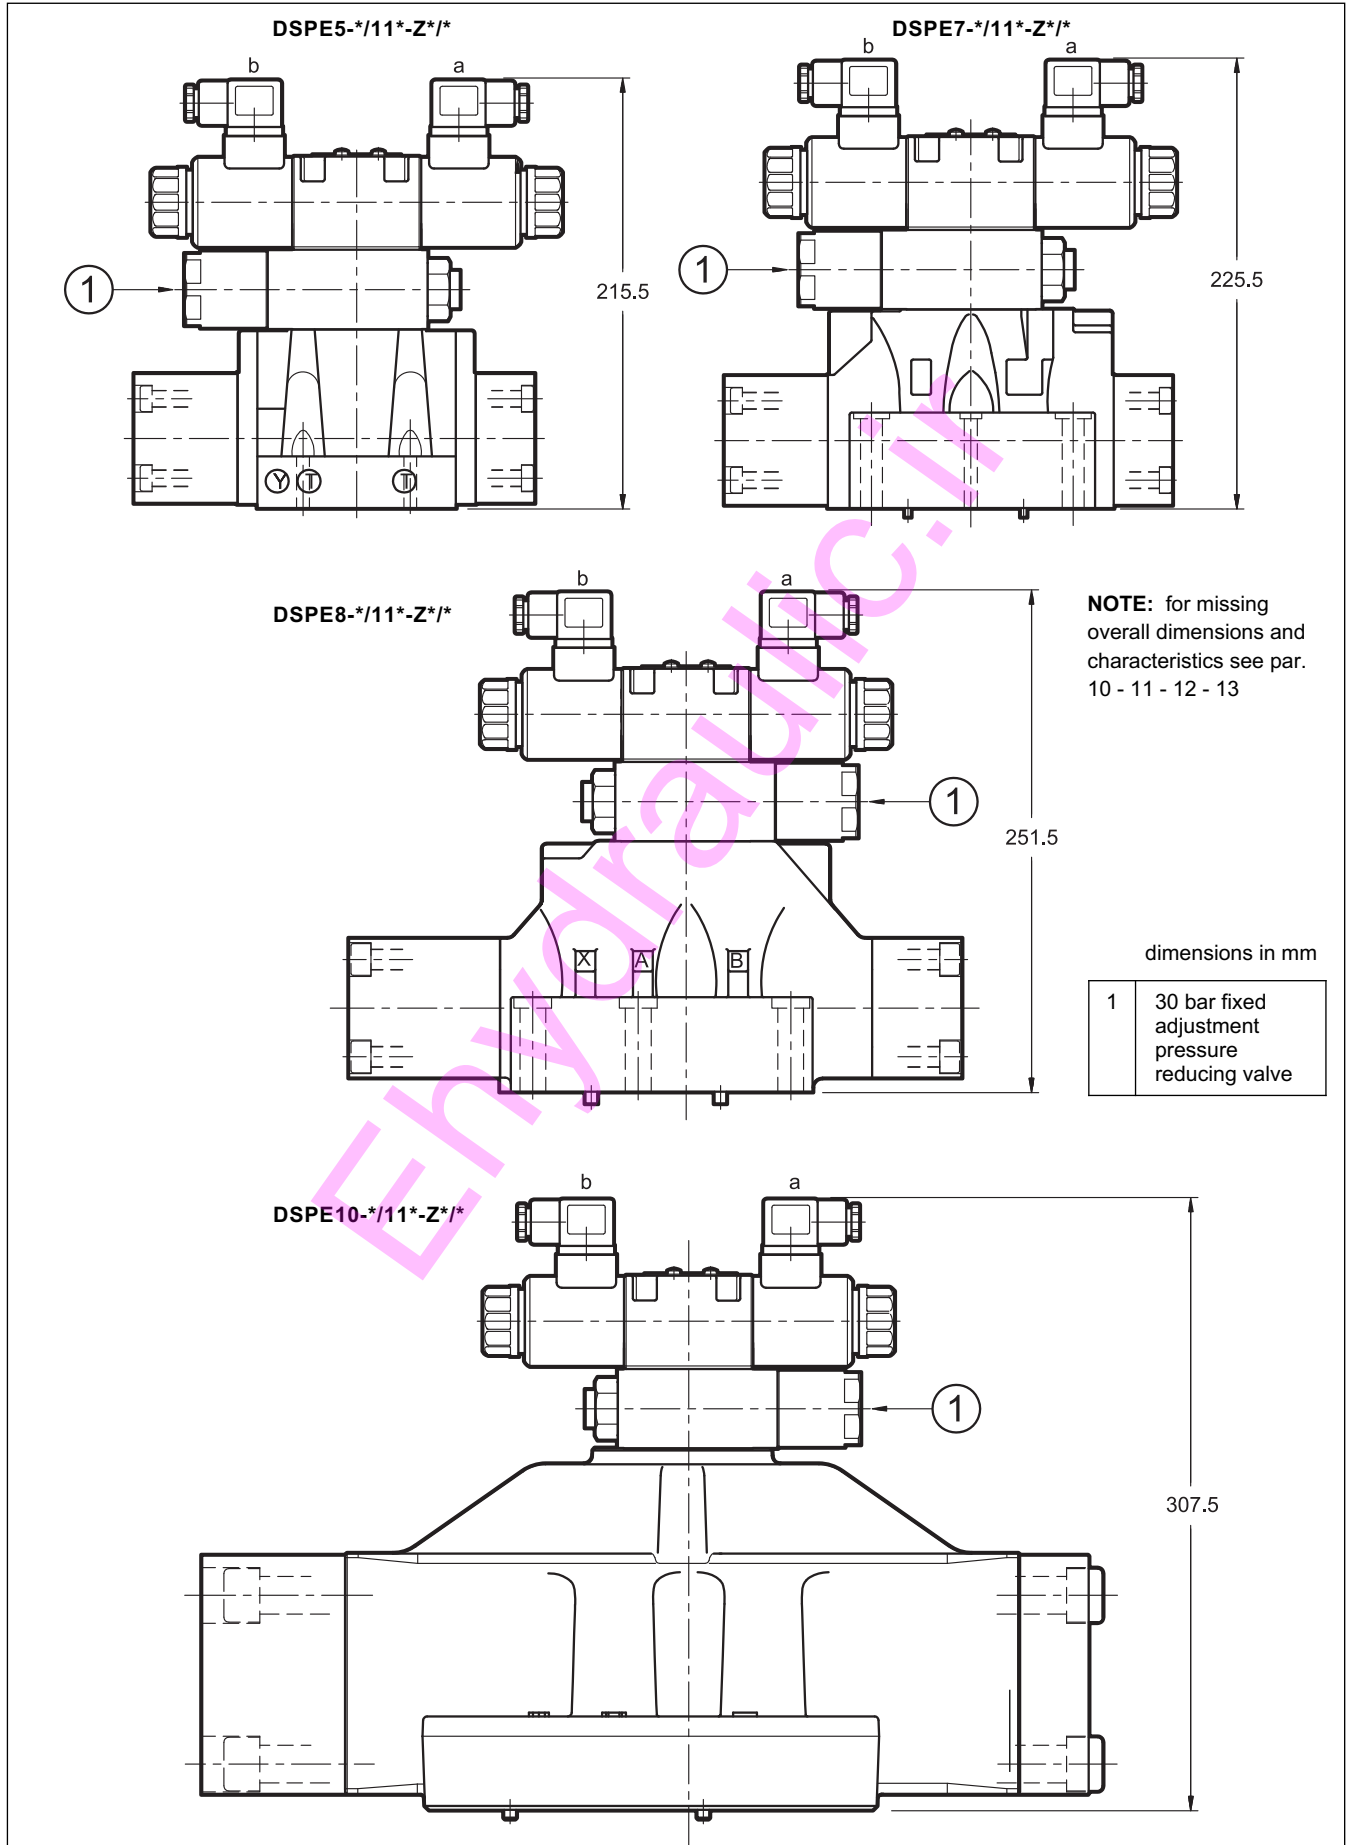 DSPE5-*/11*-Z*/*
DSPE7-*/11*-Z*/*
b
a
b
a
1
215.5
1
225.5
Y
T
T
DSPE8-*/11*-Z*/*
b
a
NOTE: for missing
overall dimensions and
characteristics see par.
10 - 11 - 12 - 13
1
251.5
X
A
B
dimensions in mm
1
30 bar fixed
adjustment
pressure
reducing valve
DSPE10-*/11*-Z*/*
b
a
1
307.5
Ehydraulic.ir